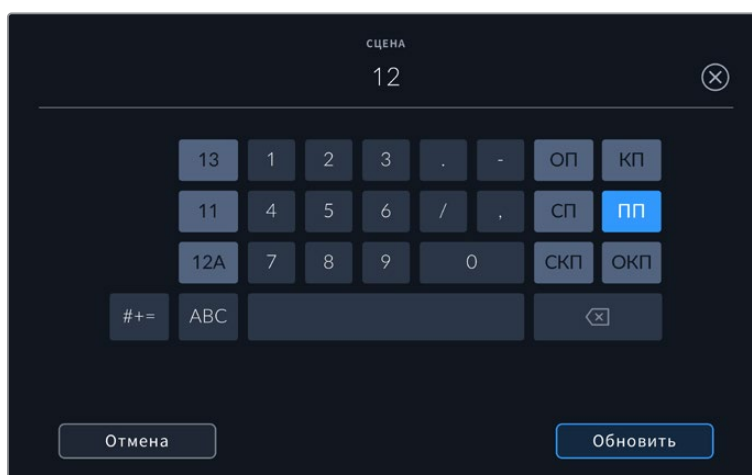 СЦЕНА
12
13 1 2 3 . - ОП КП
11 4 5 6 / , СП ПП
12A 7 8 9 0 СКП ОКП
#+= ABC
Отмена Обновить